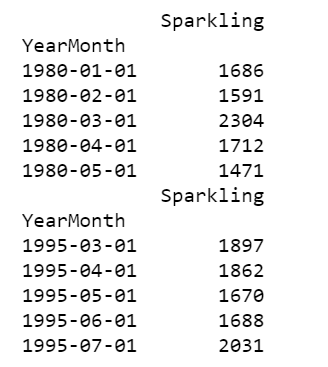 Sparkling
YearMonth
1980-01-01 1686
1980-02-01 1591
1980-03-01 2304
1980-04-01 1712
1980-05-01 1471
Sparkling
YearMonth
1995-03-01 1897
1995-04-01 1862
1995-05-01 1670
1995-06-01 1688
1995-07-01 2031